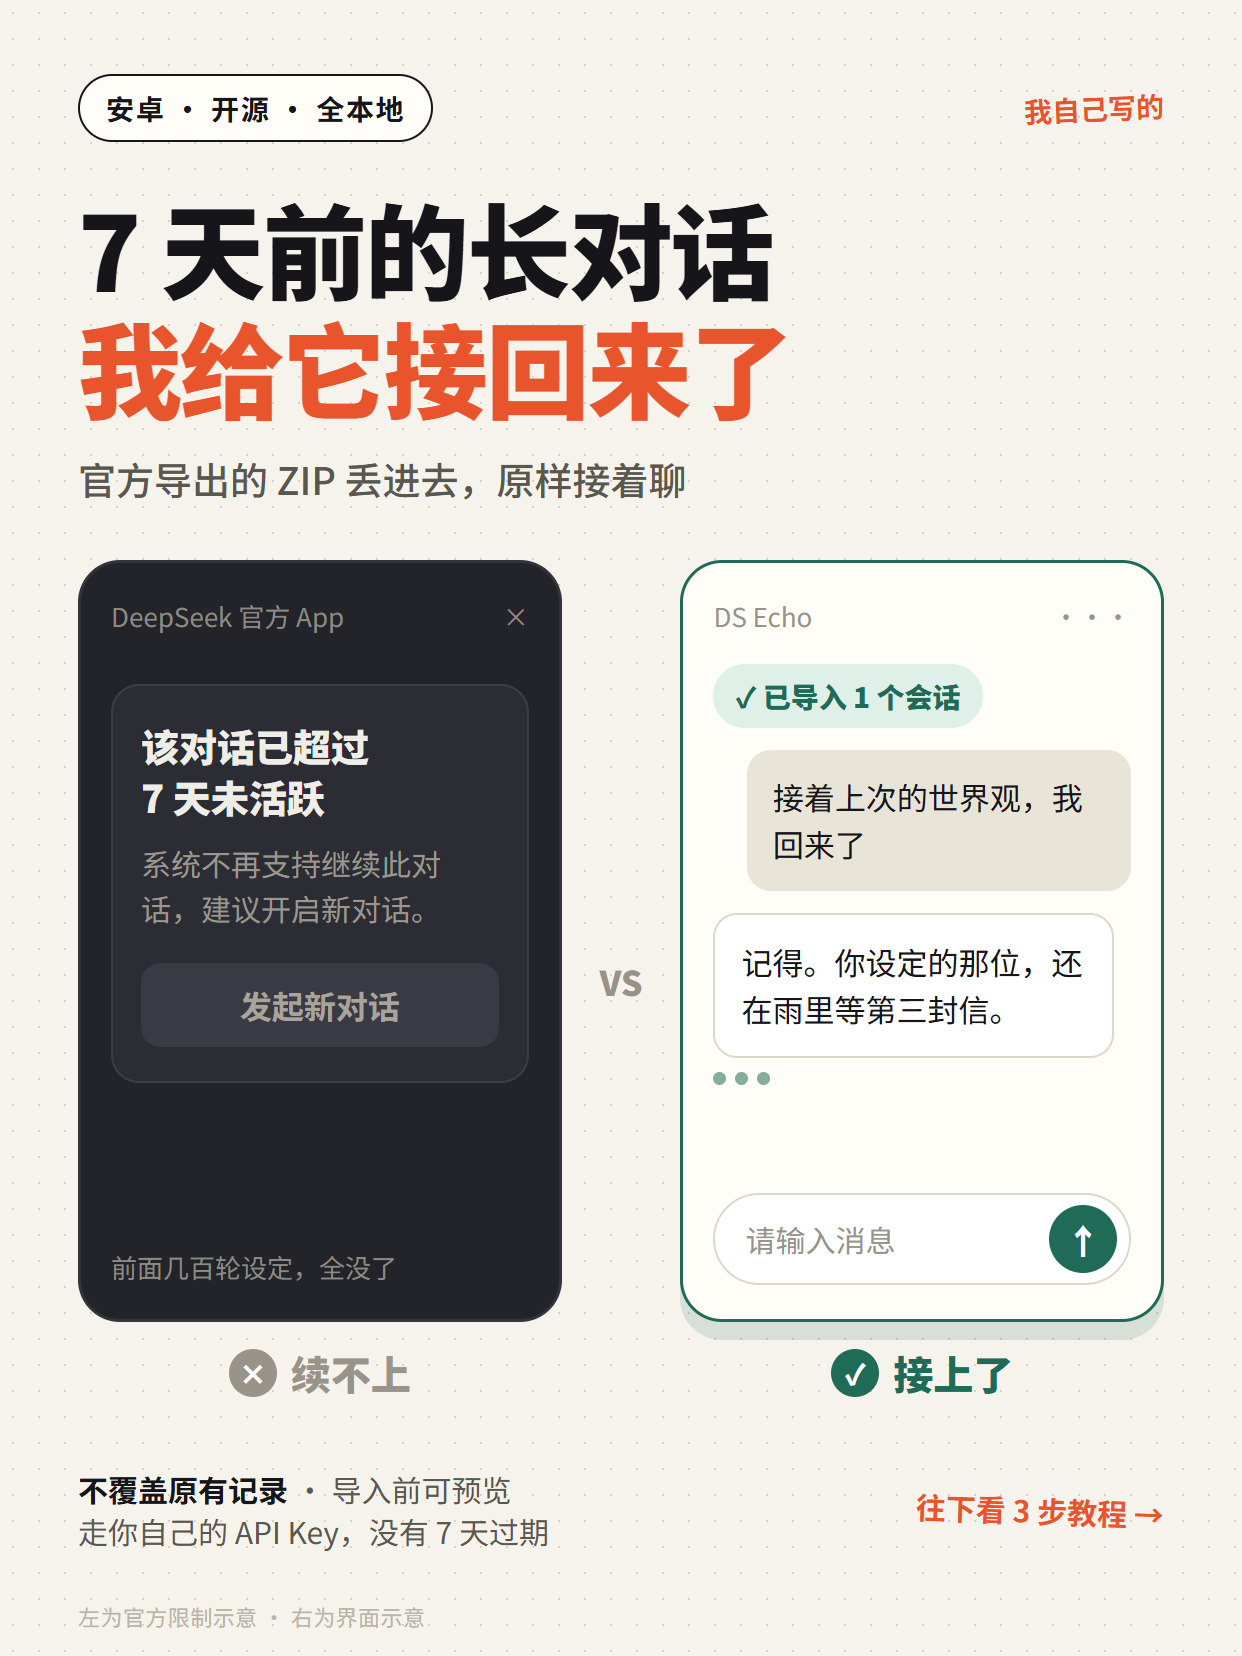 安卓 · 开源 · 全本地
我自己写的
7 天前的长对话
我给它接回来了
官方导出的 ZIP 丢进去，原样接着聊
DeepSeek 官方 App
×
该对话已超过
7 天未活跃
系统不再支持继续此对
话，建议开启新对话。
发起新对话
前面几百轮设定，全没了
× 续不上
VS
DS Echo
···
✓ 已导入 1 个会话
接着上次的世界观，我
回来了
记得。你设定的那位，还
在雨里等第三封信。
请输入消息
↑
✓ 接上了
不覆盖原有记录 · 导入前可预览
走你自己的 API Key，没有 7 天过期
往下看 3 步教程 →
左为官方限制示意 · 右为界面示意